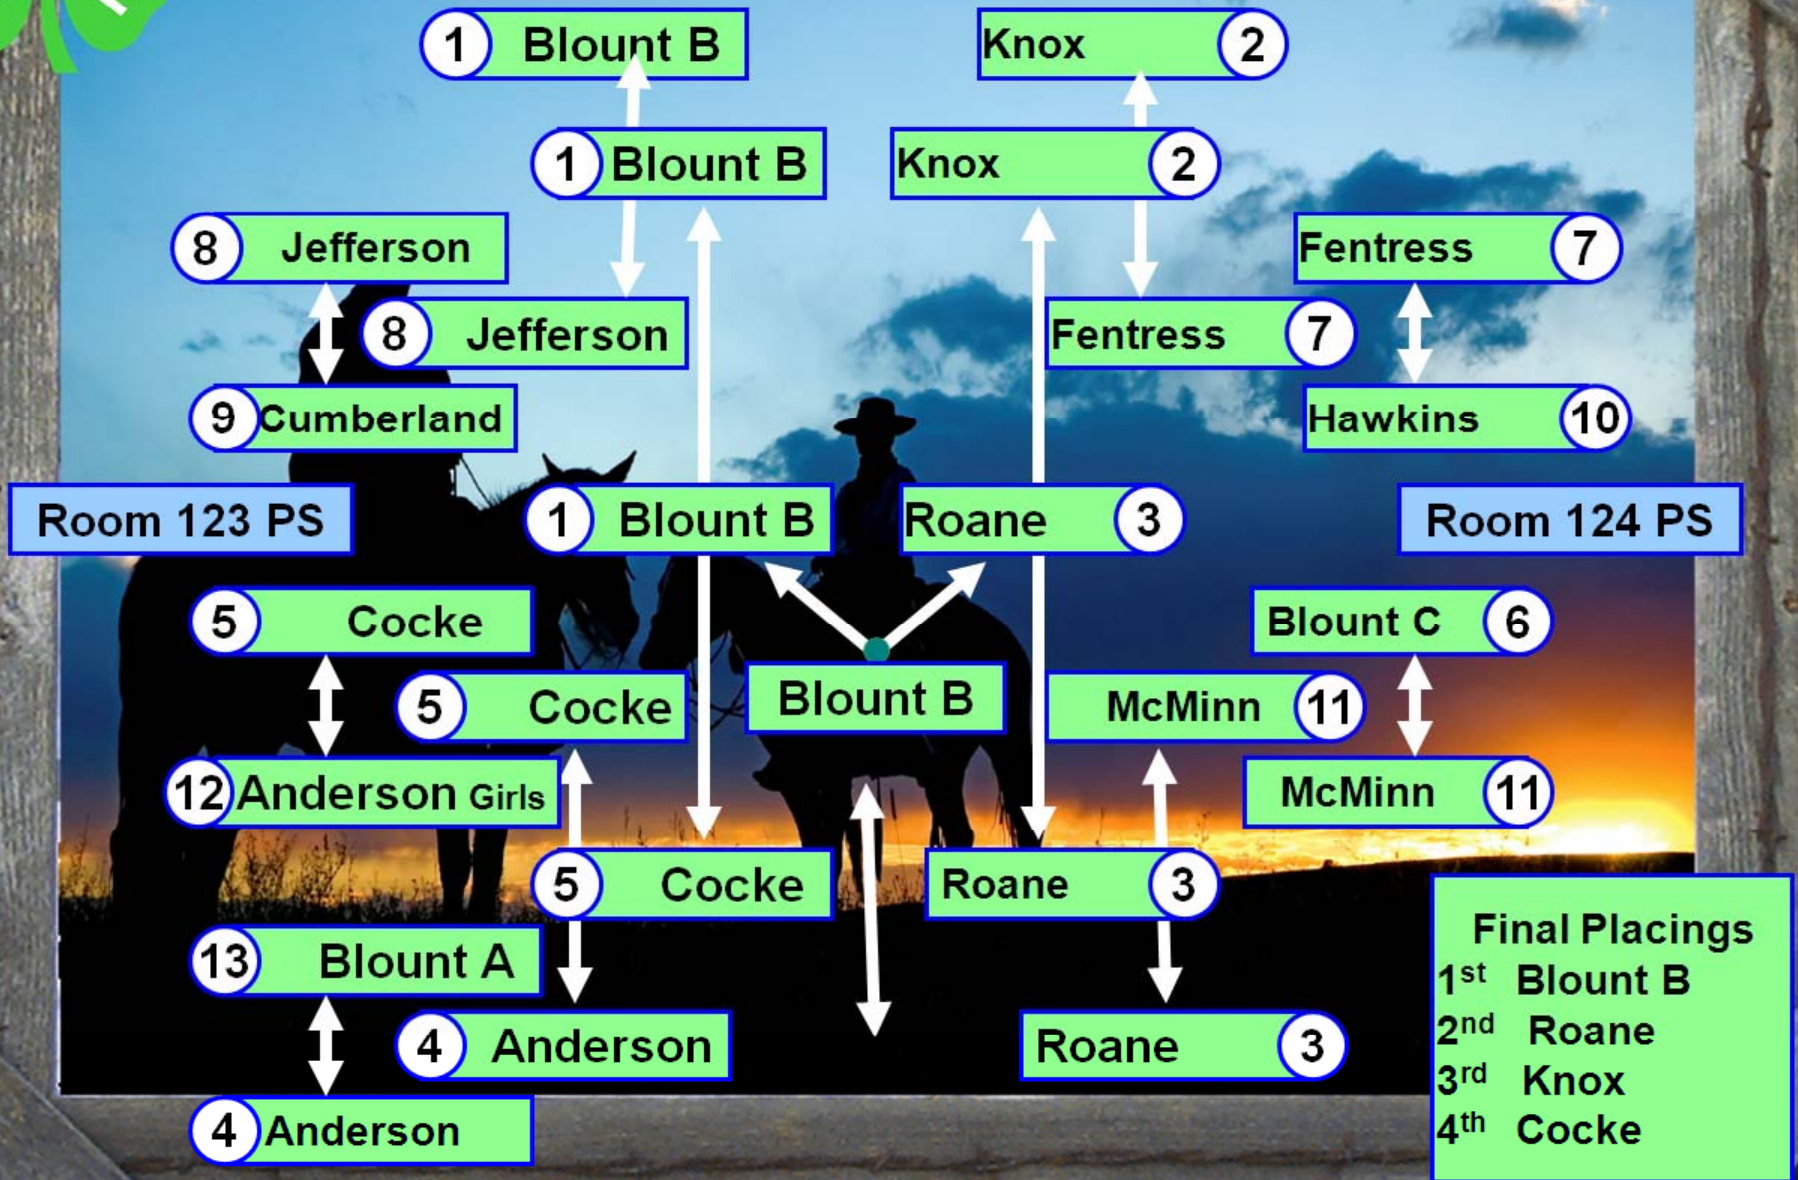 1 Blount B
Knox 2
1 Blount B
Knox 2
8 Jefferson
Fentress 7
8 Jefferson
Fentress 7
9 Cumberland
Hawkins 10
Room 123 PS
1 Blount B
Roane 3
Room 124 PS
5 Cocke
Blount C 6
5 Cocke
Blount B
McMinn 11
12 Anderson Girls
McMinn 11
5 Cocke
Roane 3
13 Blount A
4 Anderson
Roane 3
4 Anderson
Final Placings
1st Blount B
2nd Roane
3rd Knox
4th Cocke